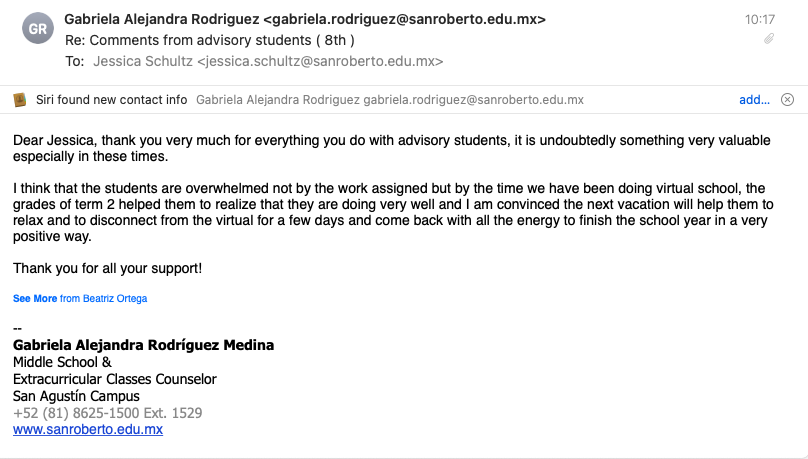 GR
Gabriela Alejandra Rodriguez <gabriela.rodriguez@sanroberto.edu.mx>
10:17
Re: Comments from advisory students ( 8th )
To: Jessica Schultz <jessica.schultz@sanroberto.edu.mx>
Siri found new contact info Gabriela Alejandra Rodriguez gabriela.rodriguez@sanroberto.edu.mx
add...
Dear Jessica, thank you very much for everything you do with advisory students, it is undoubtedly something very valuable
especially in these times.
I think that the students are overwhelmed not by the work assigned but by the time we have been doing virtual school, the
grades of term 2 helped them to realize that they are doing very well and I am convinced the next vacation will help them to
relax and to disconnect from the virtual for a few days and come back with all the energy to finish the school year in a very
positive way.
Thank you for all your support!
See More from Beatriz Ortega
--
Gabriela Alejandra Rodríguez Medina
Middle School &
Extracurricular Classes Counselor
San Agustín Campus
+52 (81) 8625-1500 Ext. 1529
www.sanroberto.edu.mx